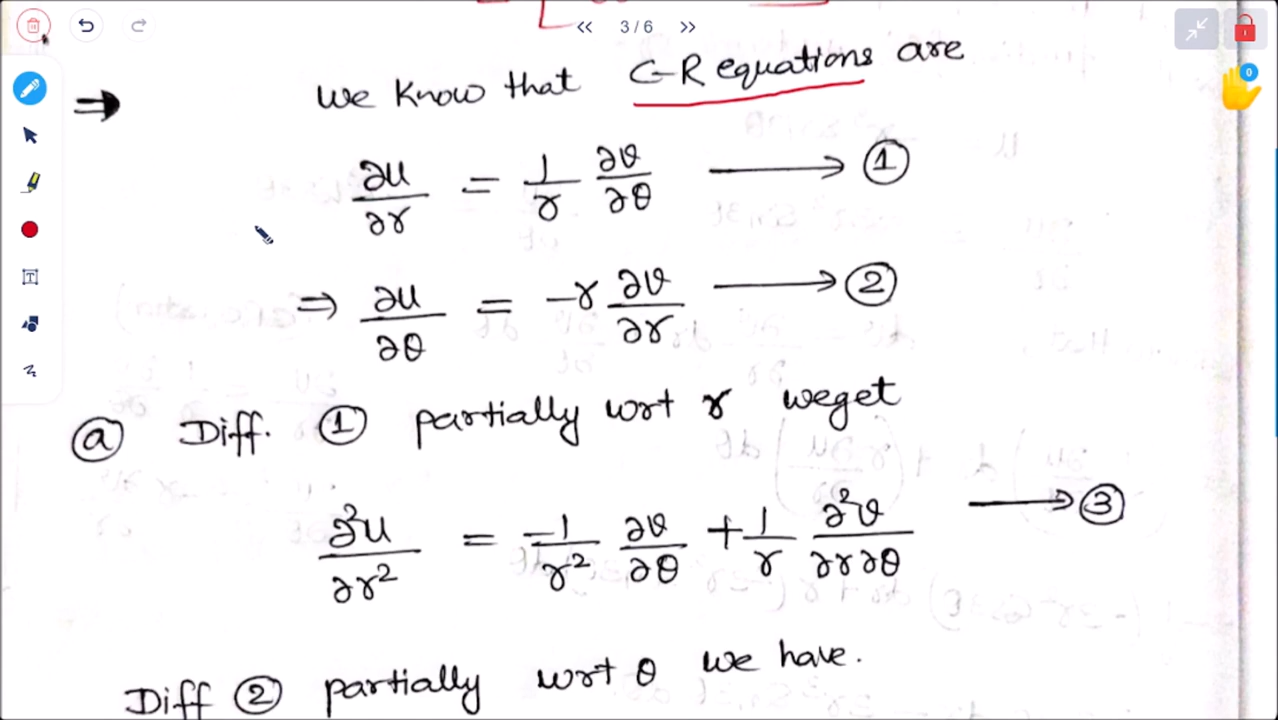 3 / 6
0
We know that C-R equations are
∂u/∂r = 1/r ∂v/∂θ → ①
⇒ ∂u/∂θ = -r ∂v/∂r → ②
ⓐ Diff. ① partially wrt r weget
∂²u/∂r² = -1/r² ∂v/∂θ + 1/r ∂²v/∂r∂θ → ③
Diff ② partially wrt θ we have.